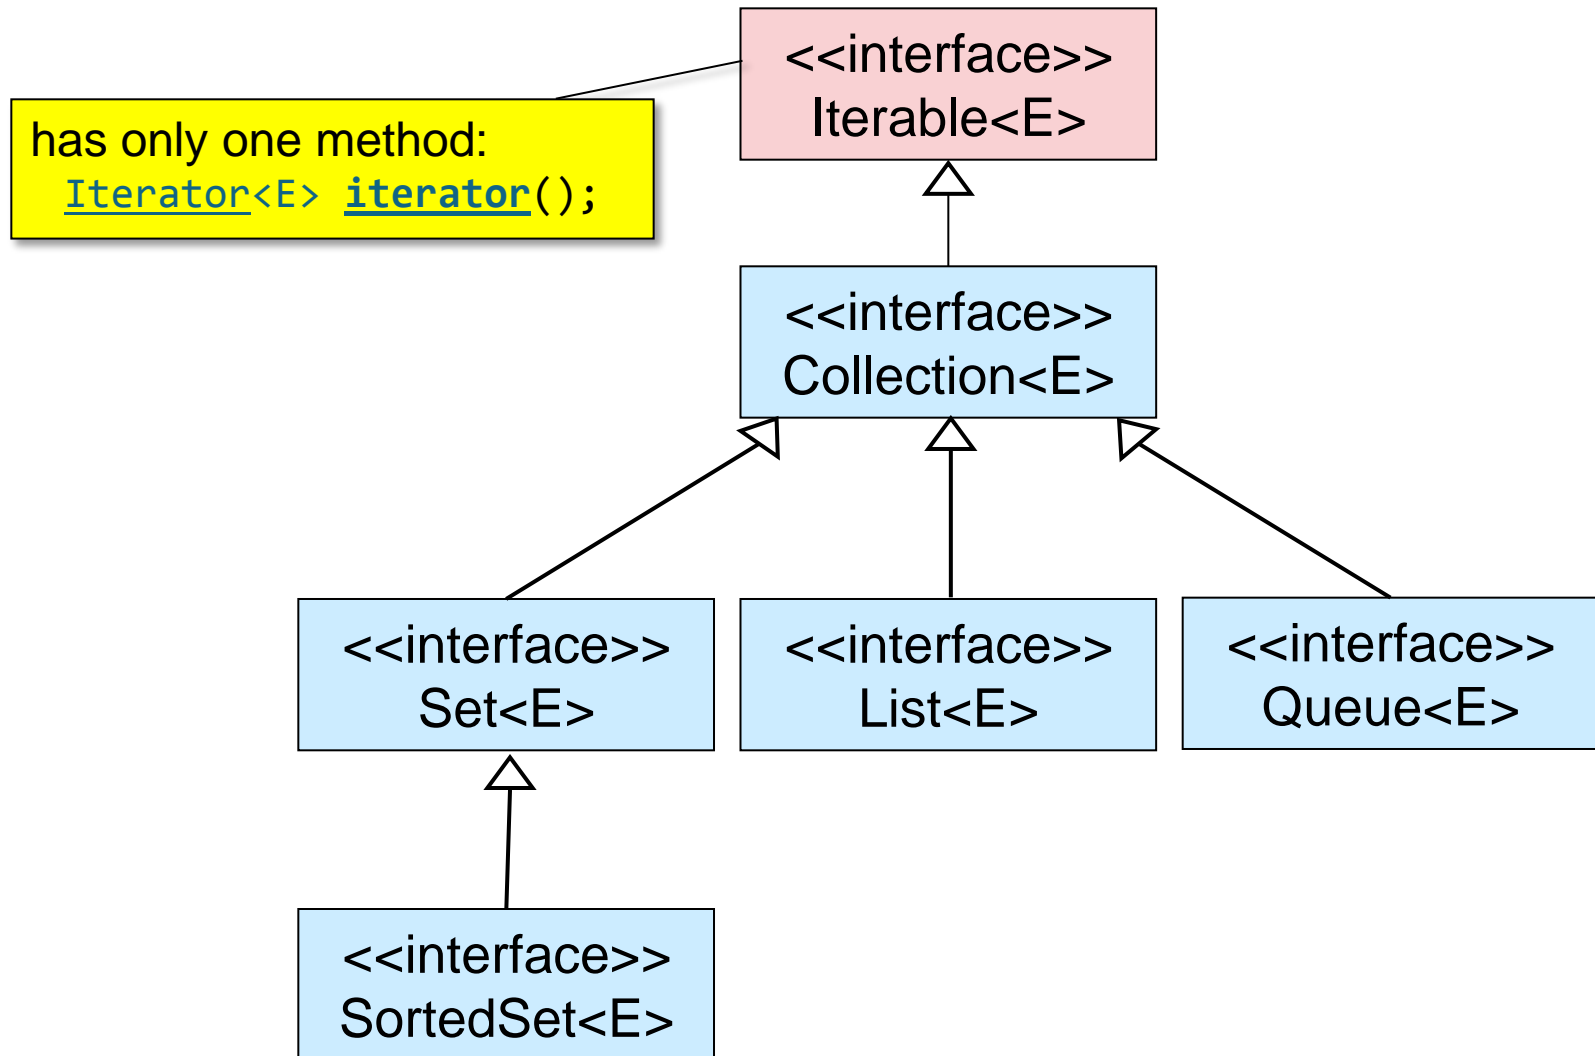 <<interface>>
Iterable<E>
has only one method:
Iterator<E> iterator();
<<interface>>
Collection<E>
<<interface>>
Set<E>
<<interface>>
List<E>
<<interface>>
Queue<E>
<<interface>>
SortedSet<E>